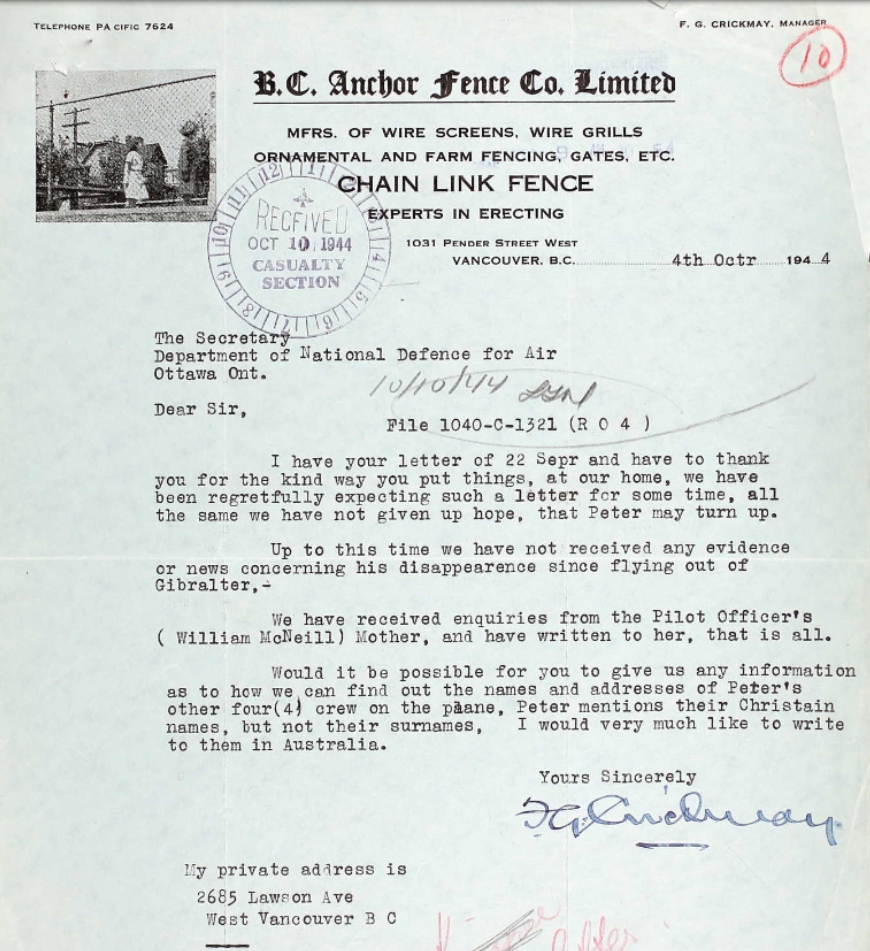 TELEPHONE PACIFIC 7624
F. G. CRICKMAY, MANAGER
10
B.C. Anchor Fence Co. Limited
MFRS. OF WIRE SCREENS, WIRE GRILLS
ORNAMENTAL AND FARM FENCING, GATES, ETC.
CHAIN LINK FENCE
EXPERTS IN ERECTING
1031 PENDER STREET WEST
VANCOUVER, B.C. 4th Octr 1944
RECEIVED
OCT 10 1944
CASUALTY
SECTION
The Secretary
Department of National Defence for Air
Ottawa Ont.
10/10/44
Dear Sir,
File 1040-C-1321 (R O 4 )
I have your letter of 22 Sepr and have to thank
you for the kind way you put things, at our home, we have
been regretfully expecting such a letter for some time, all
the same we have not given up hope, that Peter may turn up.
Up to this time we have not received any evidence
or news concerning his disappearence since flying out of
Gibralter,-
We have received enquiries from the Pilot Officer's
( William McNeill) Mother, and have written to her, that is all.
Would it be possible for you to give us any information
as to how we can find out the names and addresses of Peter's
other four(4) crew on the plane, Peter mentions their Christain
names, but not their surnames, I would very much like to write
to them in Australia.
Yours Sincerely
F G Crickmay
My private address is
2685 Lawson Ave
West Vancouver B C